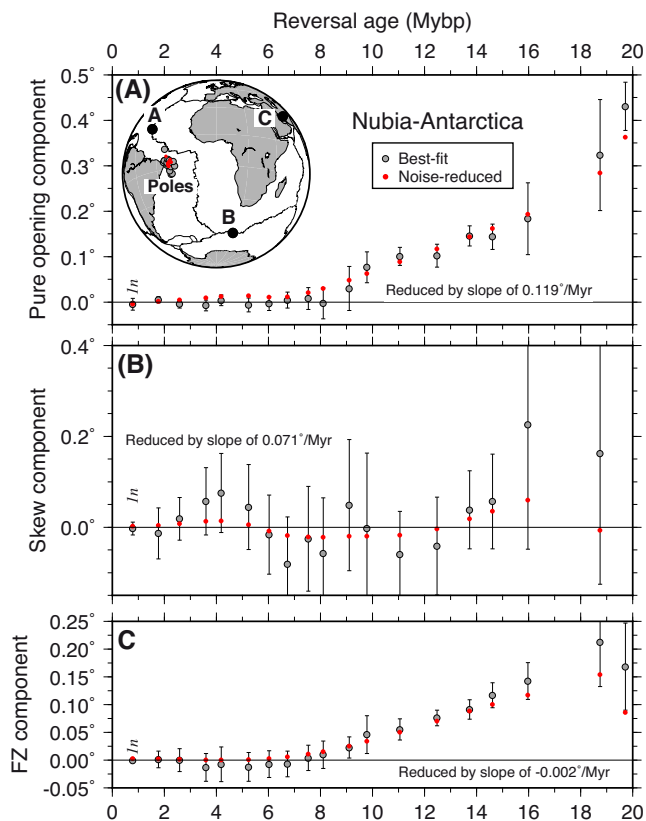 Reversal age (Mybp)
0 2 4 6 8 10 12 14 16 18 20
Pure opening component
0.5°
0.4°
0.3°
0.2°
0.1°
0.0°
(A)
A
C
Poles
B
Nubia-Antarctica
Best-fit
Noise-reduced
1n
Reduced by slope of 0.119°/Myr
Skew component
0.4°
0.2°
0.0°
(B)
Reduced by slope of 0.071°/Myr
1n
FZ component
0.25°
0.20°
0.15°
0.10°
0.05°
0.00°
-0.05°
C
1n
Reduced by slope of -0.002°/Myr
0 2 4 6 8 10 12 14 16 18 20